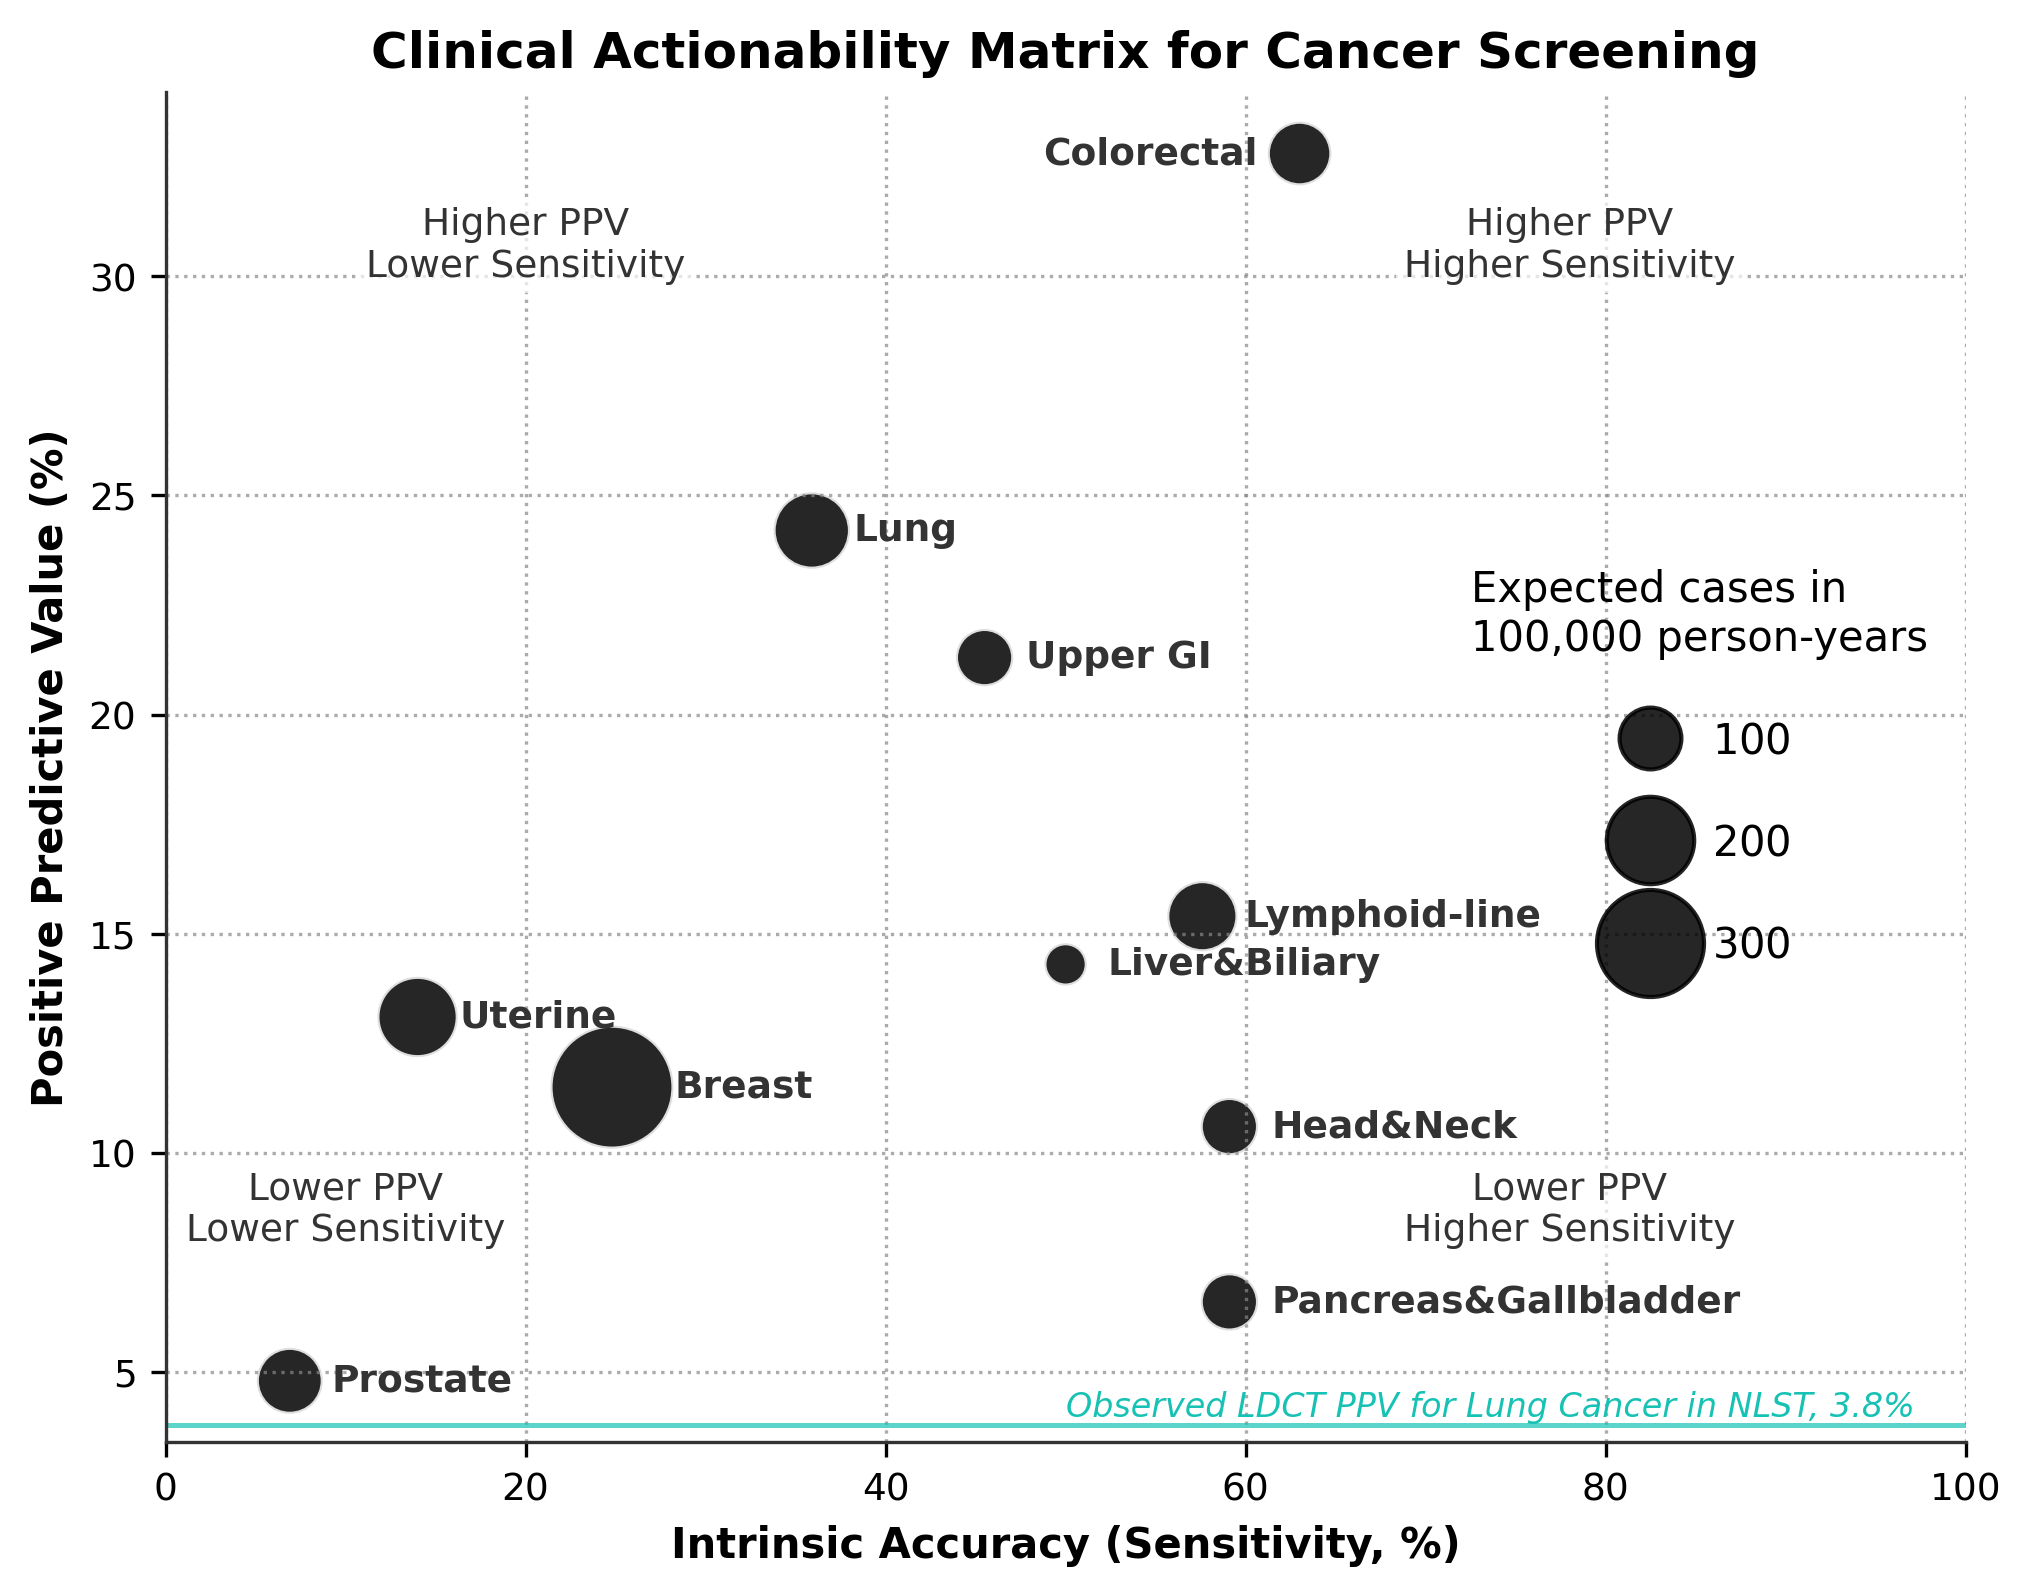 Clinical Actionability Matrix for Cancer Screening
Colorectal
Higher PPV
Lower Sensitivity
Higher PPV
Higher Sensitivity
Lung
Upper GI
Expected cases in
100,000 person-years
100
200
300
Lymphoid-line
Liver&Biliary
Uterine
Breast
Head&Neck
Lower PPV
Lower Sensitivity
Lower PPV
Higher Sensitivity
Pancreas&Gallbladder
Prostate
Observed LDCT PPV for Lung Cancer in NLST, 3.8%
Positive Predictive Value (%)
30
25
20
15
10
5
0
20
40
60
80
100
Intrinsic Accuracy (Sensitivity, %)